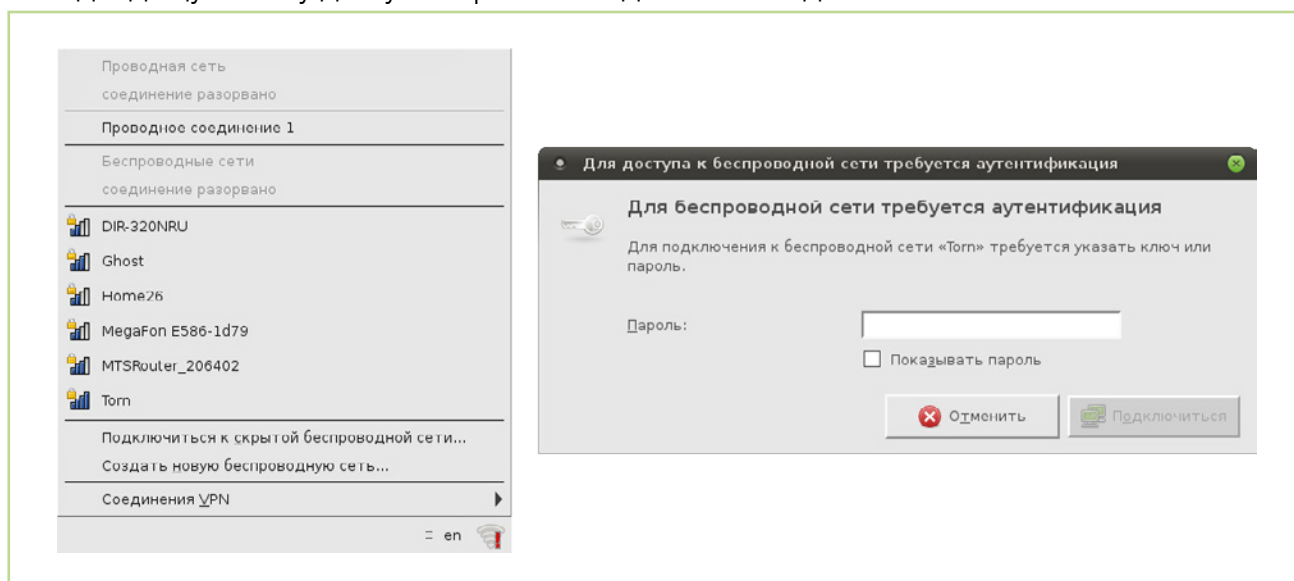 Проводная сеть
соединение разорвано
Проводное соединение 1
Беспроводные сети
соединение разорвано
DIR-320NRU
Ghost
Home26
MegaFon E586-1d79
MTSRouter_206402
Torn
Подключиться к скрытой беспроводной сети...
Создать новую беспроводную сеть...
Соединения VPN
en
Для доступа к беспроводной сети требуется аутентификация
Для беспроводной сети требуется аутентификация
Для подключения к беспроводной сети «Torn» требуется указать ключ или
пароль.
Пароль:
Показывать пароль
Отменить
Подключиться